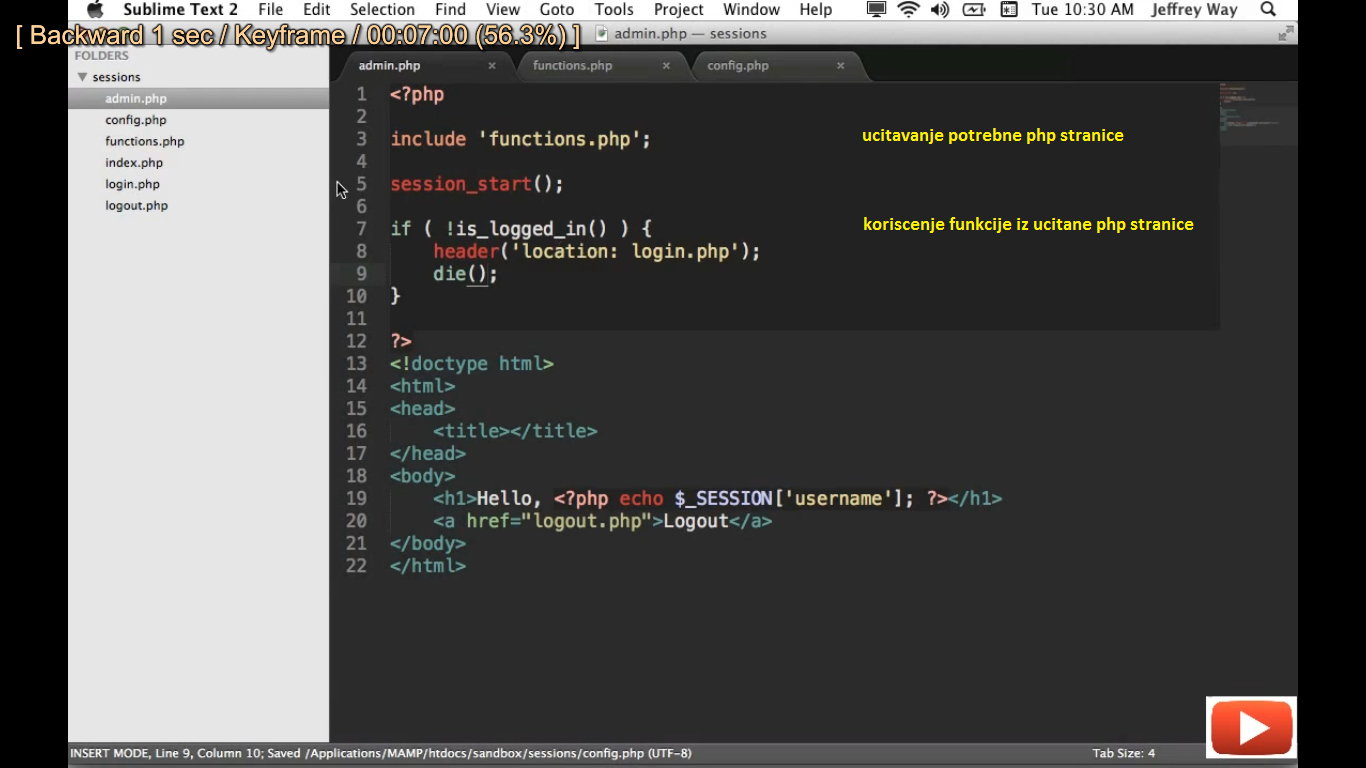 Sublime Text 2 File Edit Selection Find View Goto Tools Project Window Help Tue 10:30 AM Jeffrey Way
[ Backward 1 sec / Keyframe / 00:07:00 (56.3%) ]
admin.php — sessions
FOLDERS
sessions
admin.php
config.php
functions.php
index.php
login.php
logout.php
admin.php × functions.php × config.php ×
1 <?php
2
3 include 'functions.php';
ucitavanje potrebne php stranice
4
5 session_start();
6
7 if ( !is_logged_in() ) {
koriscenje funkcije iz ucitane php stranice
8 header('location: login.php');
9 die();
10 }
11
12 ?>
13 <!doctype html>
14 <html>
15 <head>
16 <title></title>
17 </head>
18 <body>
19 <h1>Hello, <?php echo $_SESSION['username']; ?></h1>
20 <a href="logout.php">Logout</a>
21 </body>
22 </html>
INSERT MODE, Line 9, Column 10; Saved /Applications/MAMP/htdocs/sandbox/sessions/config.php (UTF-8)
Tab Size: 4